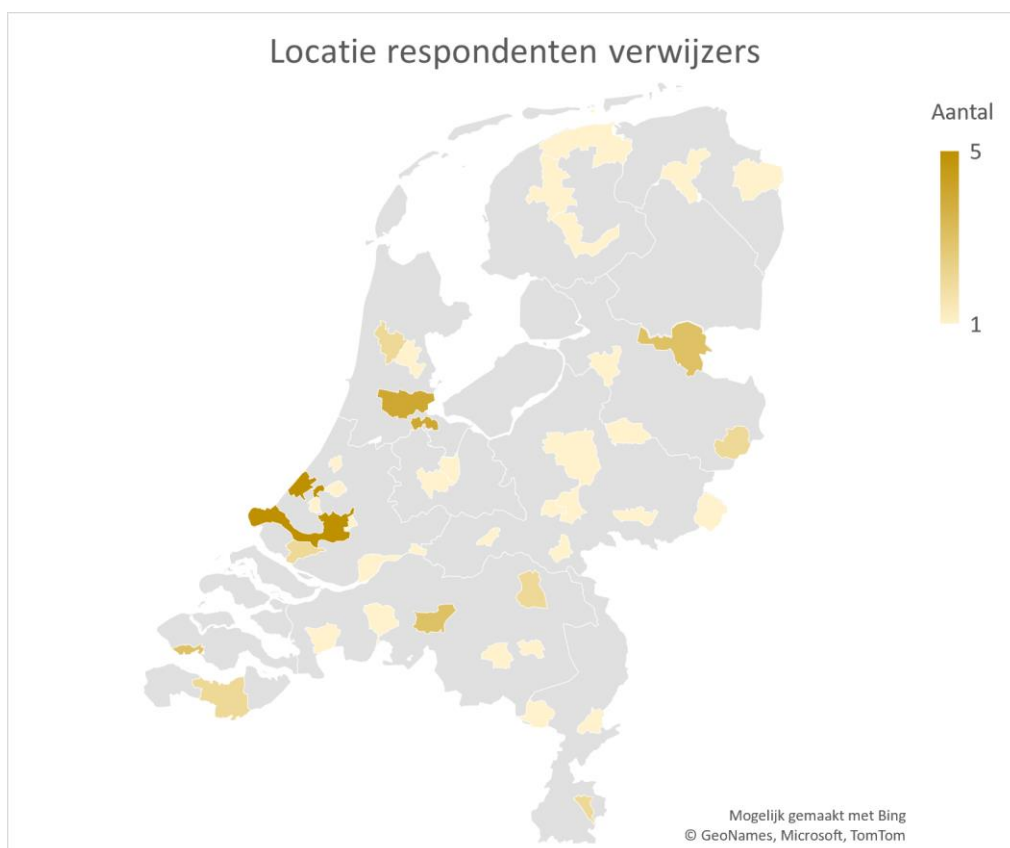 Locatie respondenten verwijzers
Aantal
5
1
Mogelijk gemaakt met Bing
© GeoNames, Microsoft, TomTom